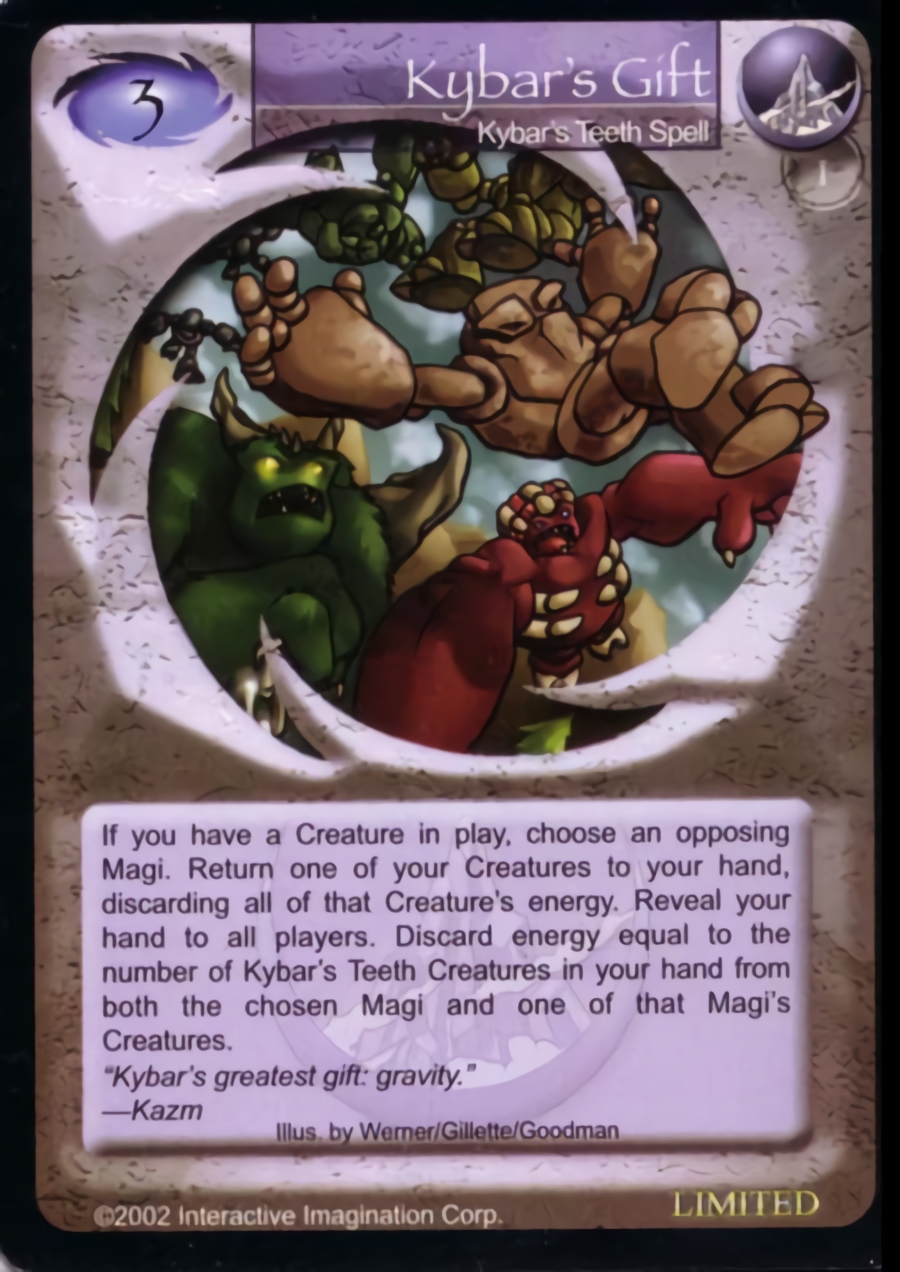 3
Kybar's Gift
Kybar's Teeth Spell
1
If you have a Creature in play, choose an opposing
Magi. Return one of your Creatures to your hand,
discarding all of that Creature's energy. Reveal your
hand to all players. Discard energy equal to the
number of Kybar's Teeth Creatures in your hand from
both the chosen Magi and one of that Magi's
Creatures.
"Kybar's greatest gift: gravity."
—Kazm
Illus. by Werner/Gillette/Goodman
©2002 Interactive Imagination Corp.
LIMITED